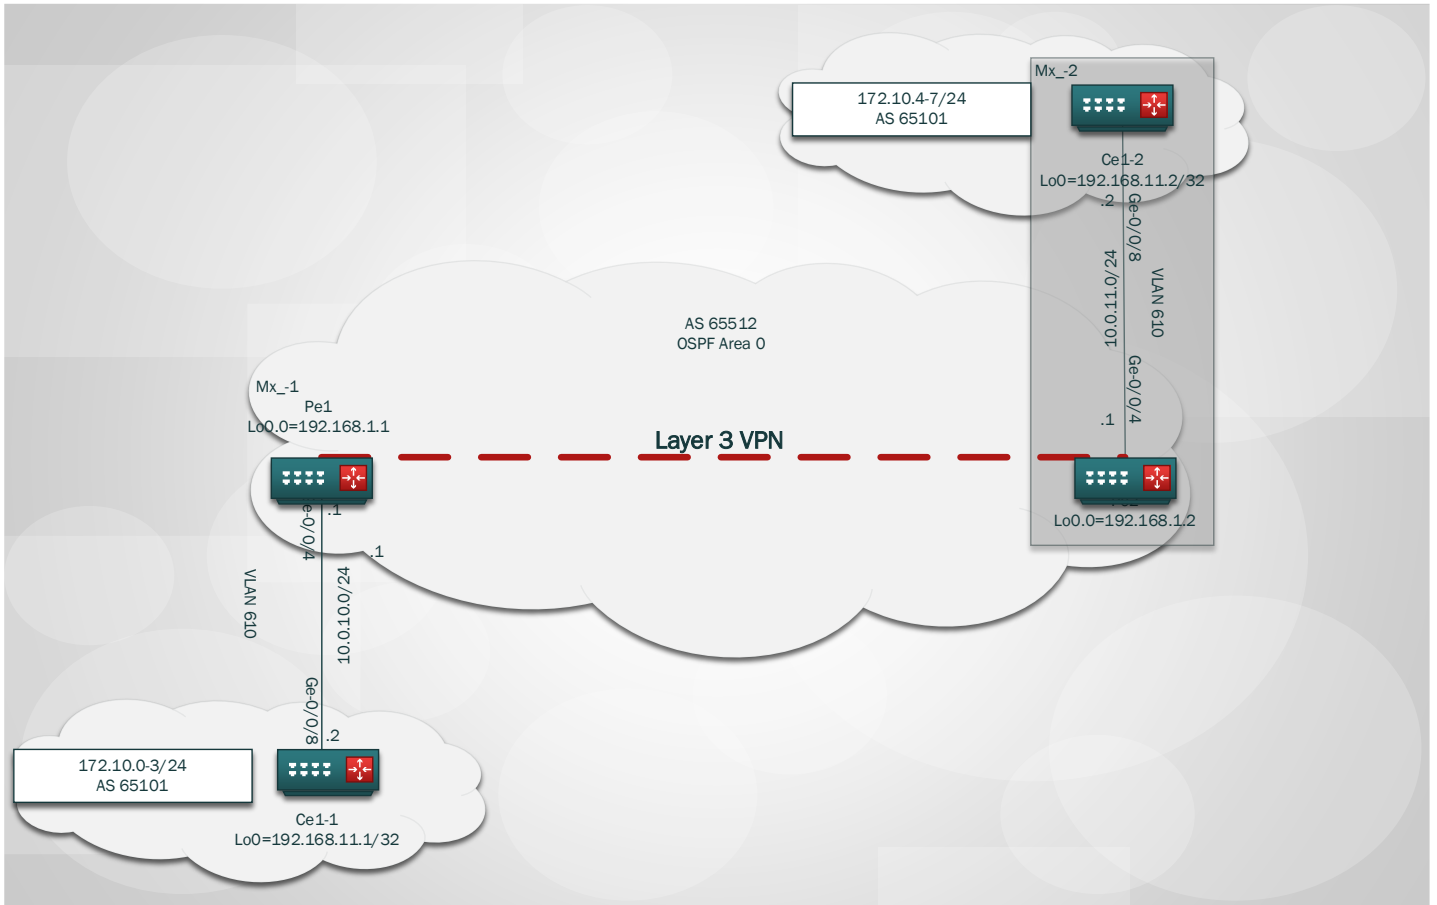 Mx_-2
172.10.4-7/24
AS 65101
Ce1-2
Lo0=192.168.11.2/32
.2
Ge-0/0/8
10.0.11.0/24
VLAN 610
Ge-0/0/4
.1
AS 65512
OSPF Area 0
Mx_-1
Pe1
Lo0.0=192.168.1.1
Layer 3 VPN
Lo0.0=192.168.1.2
e-0/0/4
.1
.1
VLAN 610
10.0.10.0/24
Ge-0/0/8
.2
172.10.0-3/24
AS 65101
Ce1-1
Lo0=192.168.11.1/32